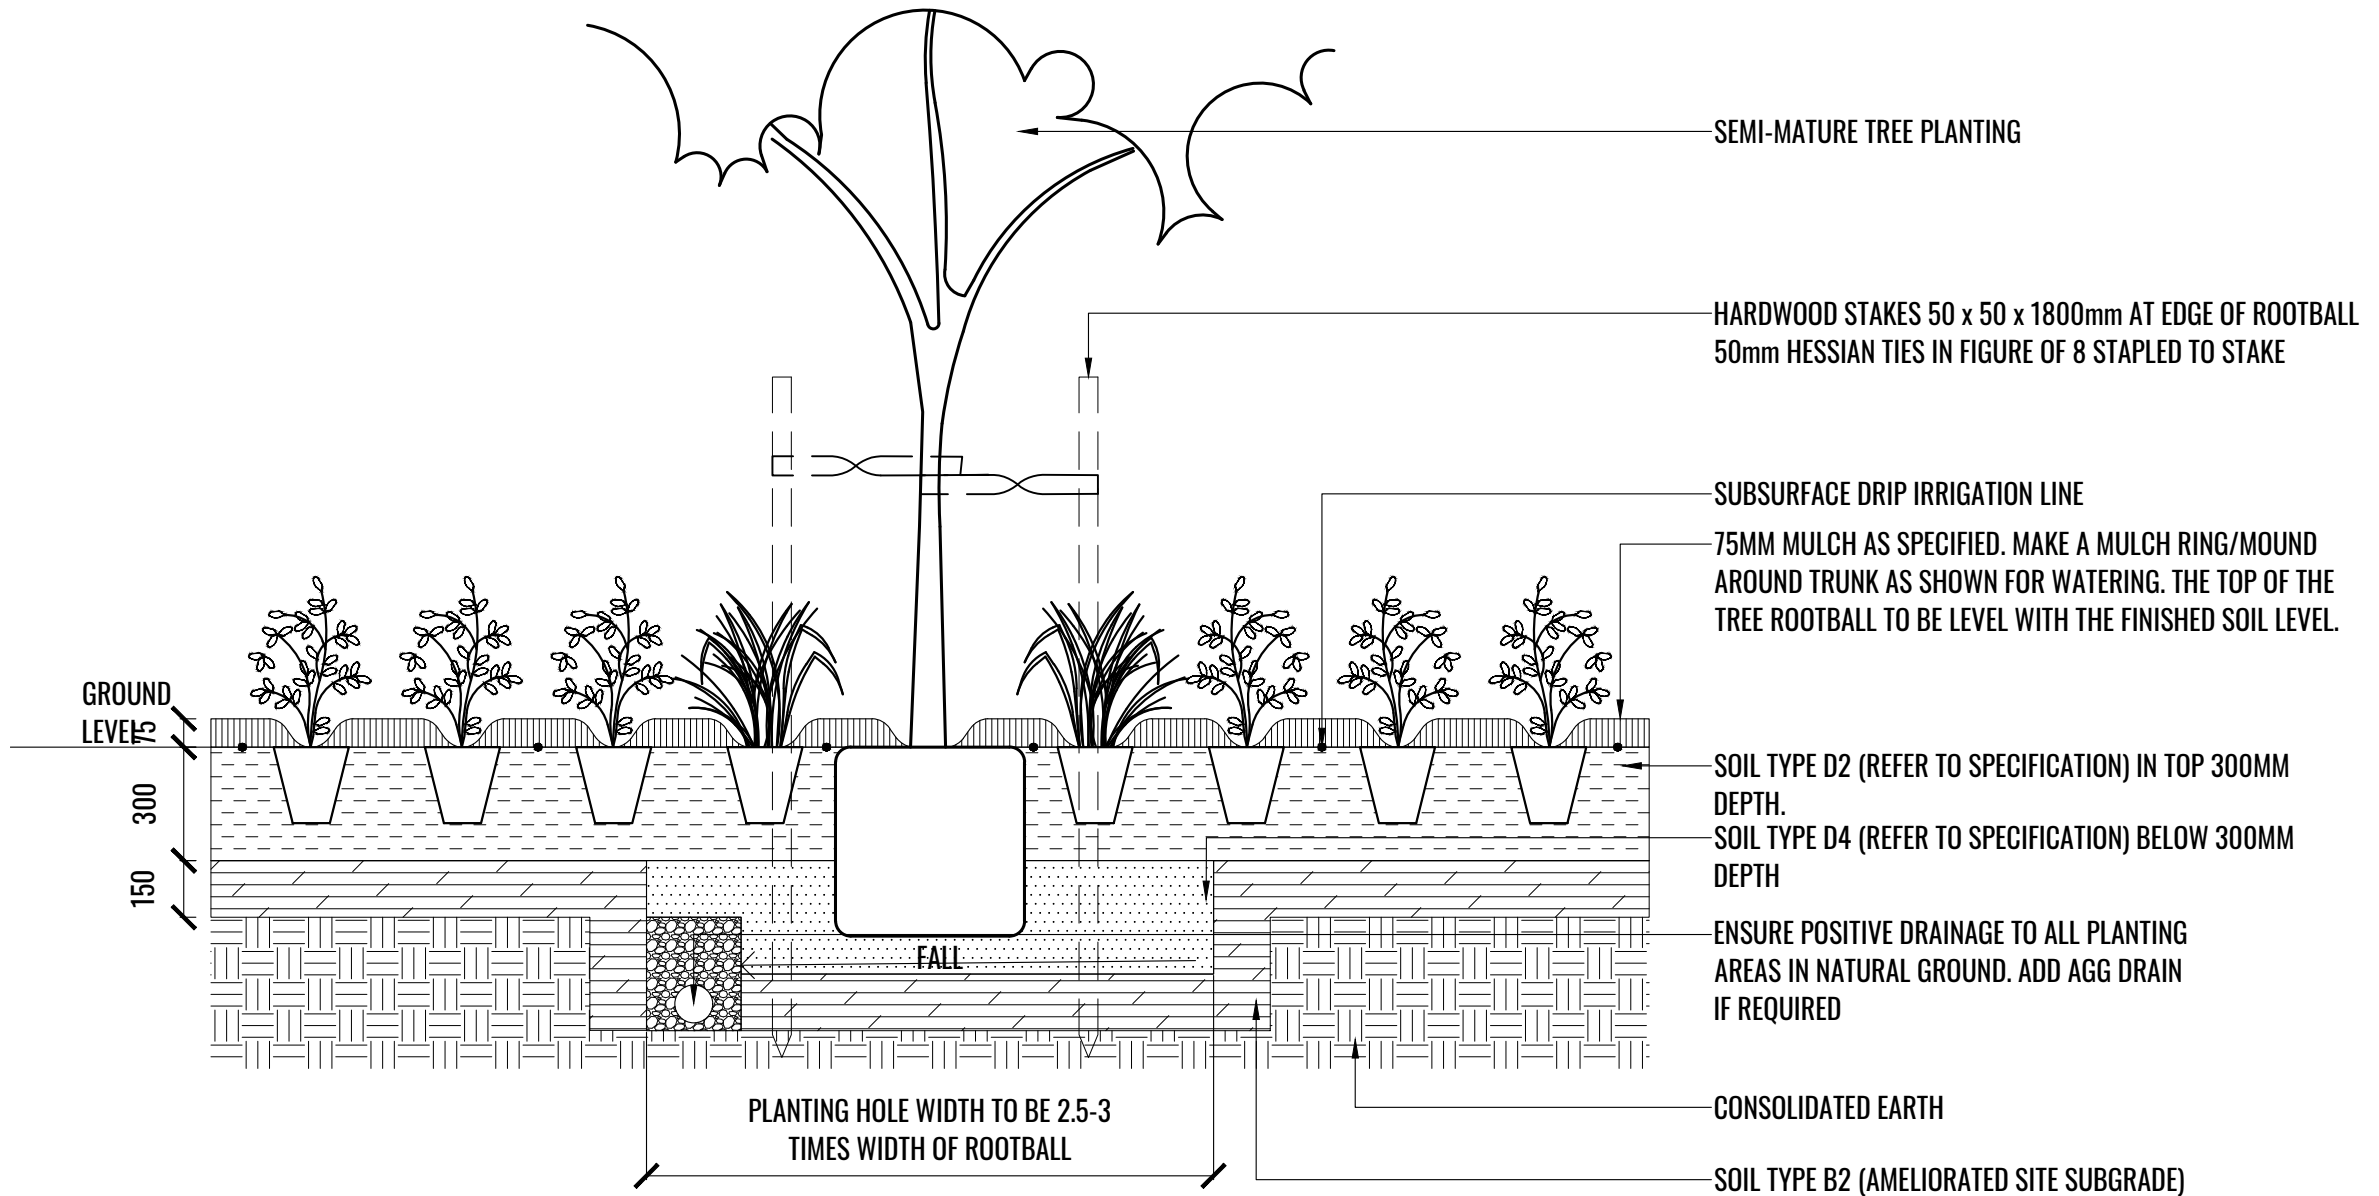 SEMI-MATURE TREE PLANTING
HARDWOOD STAKES 50 x 50 x 1800mm AT EDGE OF ROOTBALL
50mm HESSIAN TIES IN FIGURE OF 8 STAPLED TO STAKE
SUBSURFACE DRIP IRRIGATION LINE
75MM MULCH AS SPECIFIED. MAKE A MULCH RING/MOUND
AROUND TRUNK AS SHOWN FOR WATERING. THE TOP OF THE
TREE ROOTBALL TO BE LEVEL WITH THE FINISHED SOIL LEVEL.
GROUND
LEVEL
75
300
150
SOIL TYPE D2 (REFER TO SPECIFICATION) IN TOP 300MM
DEPTH.
SOIL TYPE D4 (REFER TO SPECIFICATION) BELOW 300MM
DEPTH
ENSURE POSITIVE DRAINAGE TO ALL PLANTING
AREAS IN NATURAL GROUND. ADD AGG DRAIN
IF REQUIRED
FALL
CONSOLIDATED EARTH
PLANTING HOLE WIDTH TO BE 2.5-3
TIMES WIDTH OF ROOTBALL
SOIL TYPE B2 (AMELIORATED SITE SUBGRADE)